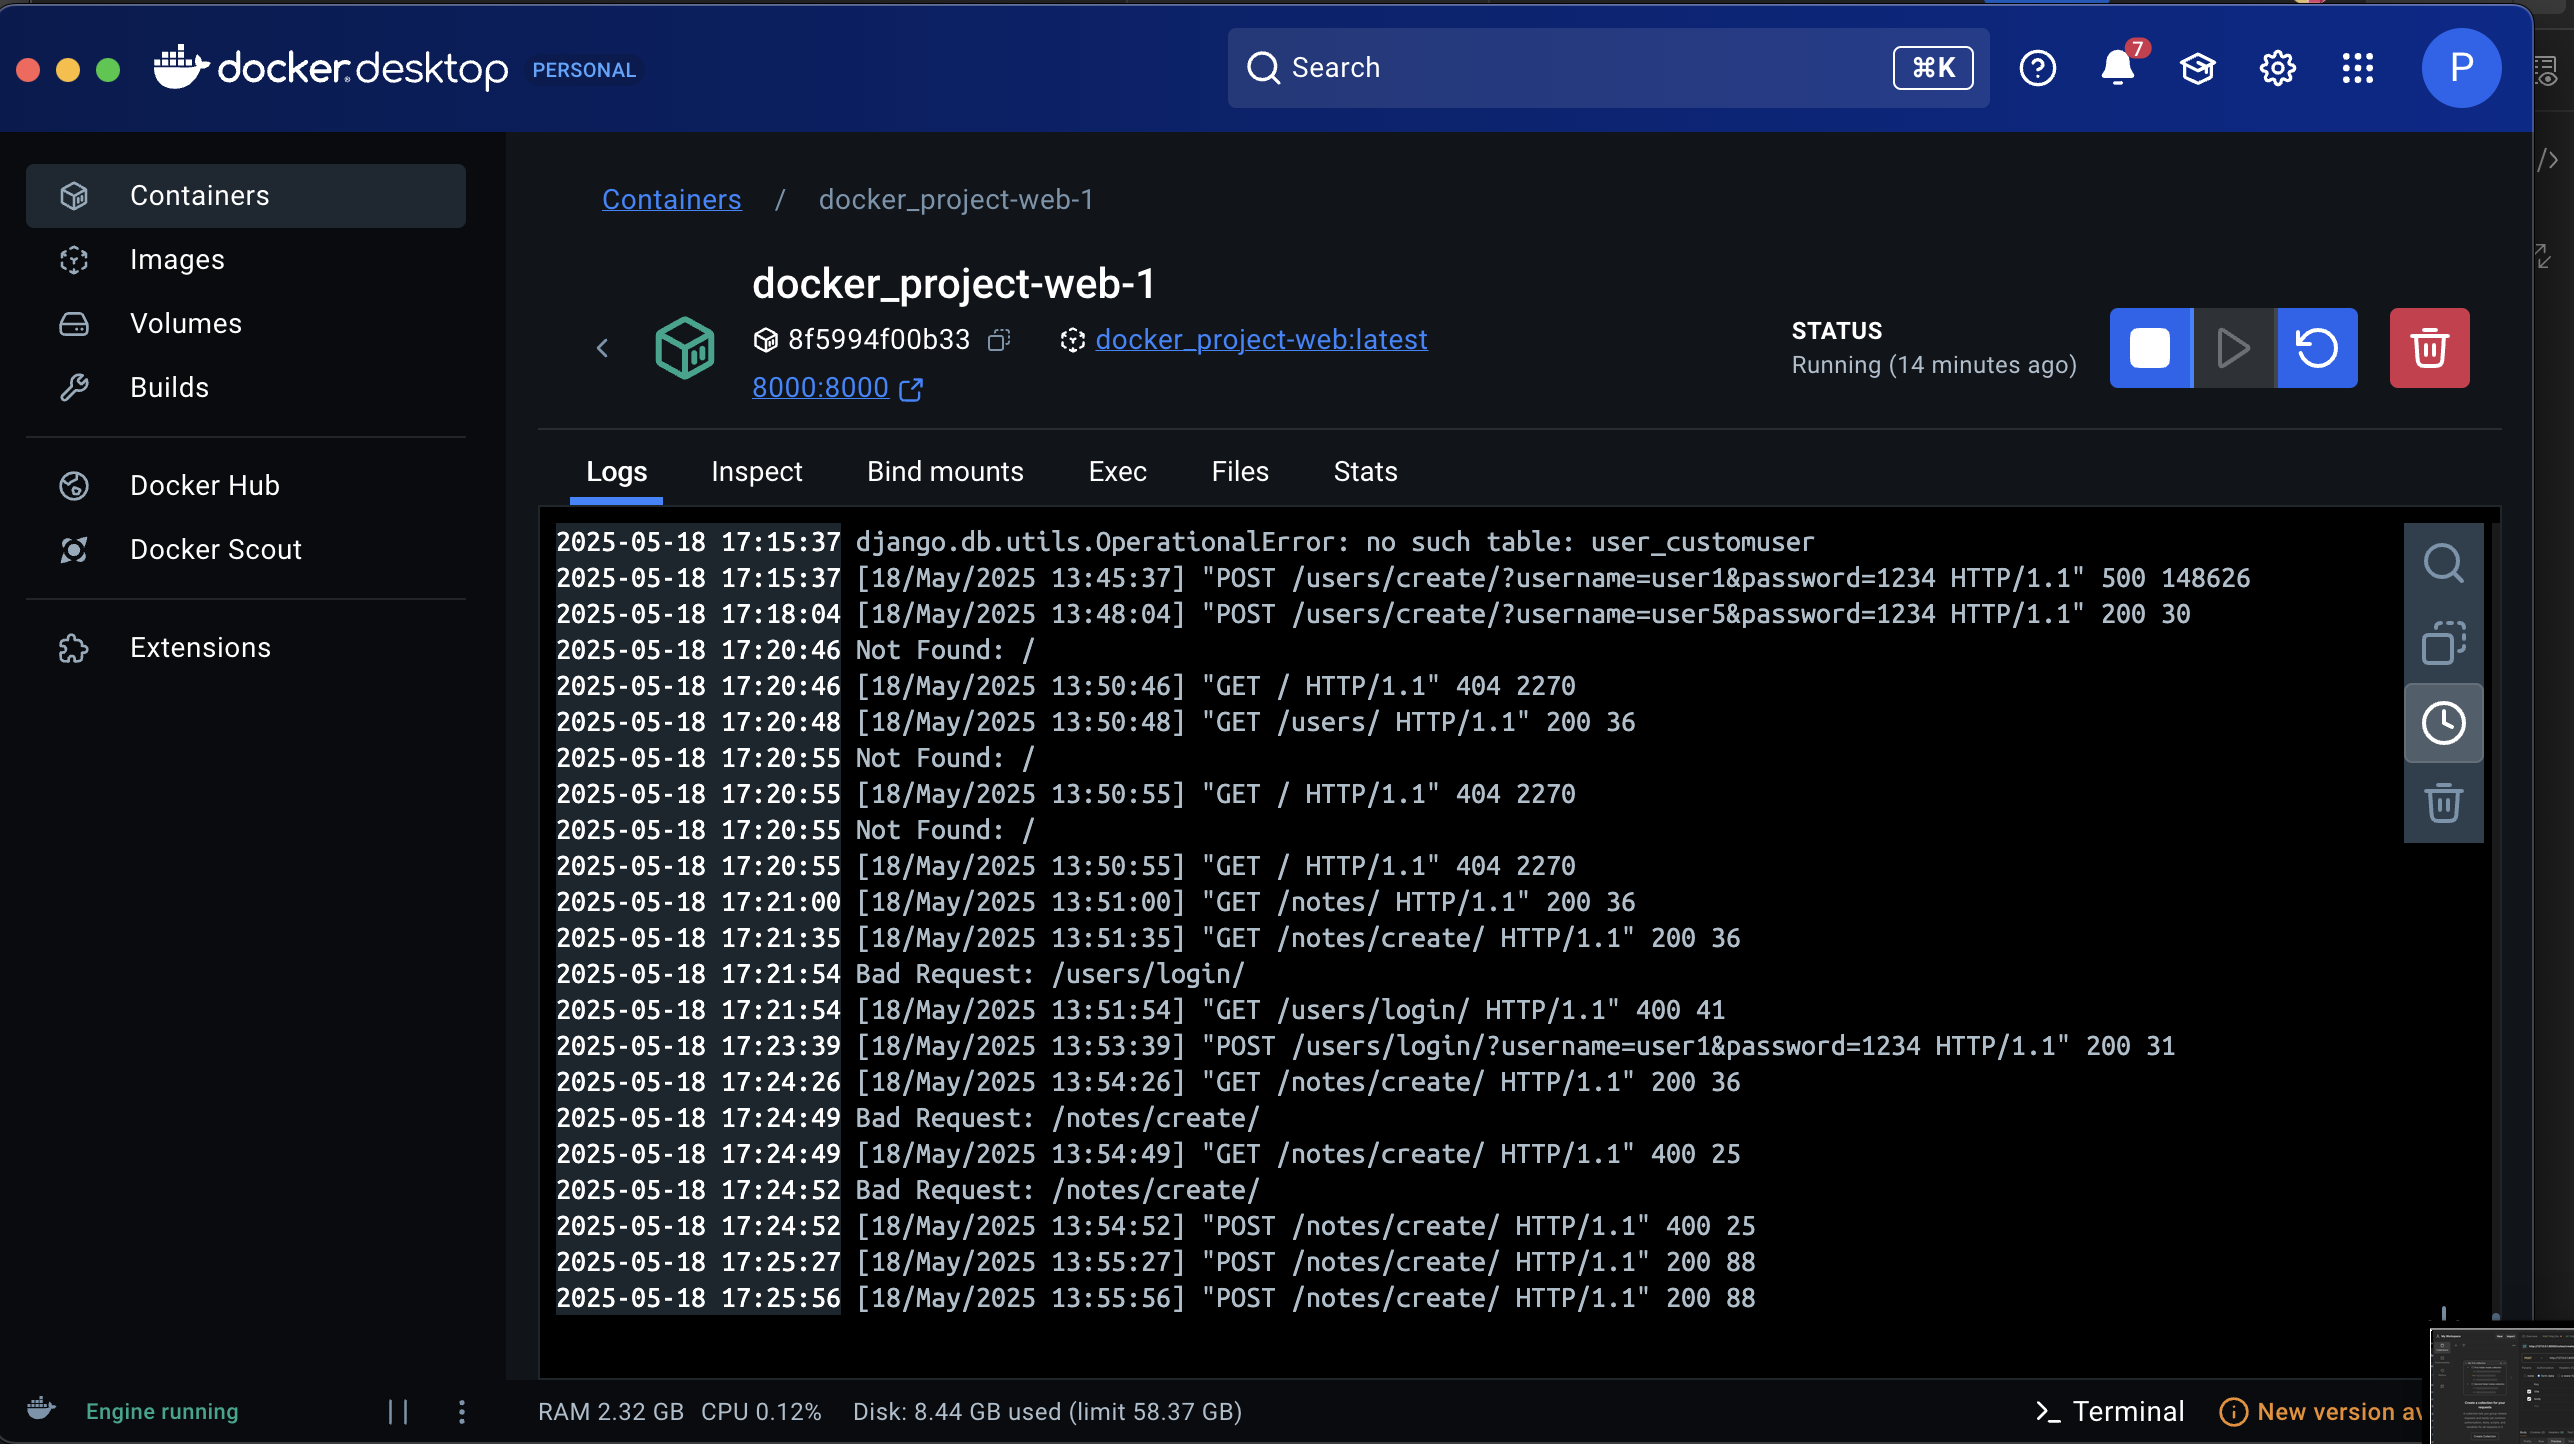 docker.desktop PERSONAL
Search
⌘K
7
P
Containers
Images
Volumes
Builds
Docker Hub
Docker Scout
Extensions
Containers / docker_project-web-1
docker_project-web-1
8f5994f00b33 docker_project-web:latest
8000:8000
STATUS
Running (14 minutes ago)
Logs Inspect Bind mounts Exec Files Stats
2025-05-18 17:15:37 django.db.utils.OperationalError: no such table: user_customuser
2025-05-18 17:15:37 [18/May/2025 13:45:37] "POST /users/create/?username=user1&password=1234 HTTP/1.1" 500 148626
2025-05-18 17:18:04 [18/May/2025 13:48:04] "POST /users/create/?username=user5&password=1234 HTTP/1.1" 200 30
2025-05-18 17:20:46 Not Found: /
2025-05-18 17:20:46 [18/May/2025 13:50:46] "GET / HTTP/1.1" 404 2270
2025-05-18 17:20:48 [18/May/2025 13:50:48] "GET /users/ HTTP/1.1" 200 36
2025-05-18 17:20:55 Not Found: /
2025-05-18 17:20:55 [18/May/2025 13:50:55] "GET / HTTP/1.1" 404 2270
2025-05-18 17:20:55 Not Found: /
2025-05-18 17:20:55 [18/May/2025 13:50:55] "GET / HTTP/1.1" 404 2270
2025-05-18 17:21:00 [18/May/2025 13:51:00] "GET /notes/ HTTP/1.1" 200 36
2025-05-18 17:21:35 [18/May/2025 13:51:35] "GET /notes/create/ HTTP/1.1" 200 36
2025-05-18 17:21:54 Bad Request: /users/login/
2025-05-18 17:21:54 [18/May/2025 13:51:54] "GET /users/login/ HTTP/1.1" 400 41
2025-05-18 17:23:39 [18/May/2025 13:53:39] "POST /users/login/?username=user1&password=1234 HTTP/1.1" 200 31
2025-05-18 17:24:26 [18/May/2025 13:54:26] "GET /notes/create/ HTTP/1.1" 200 36
2025-05-18 17:24:49 Bad Request: /notes/create/
2025-05-18 17:24:49 [18/May/2025 13:54:49] "GET /notes/create/ HTTP/1.1" 400 25
2025-05-18 17:24:52 Bad Request: /notes/create/
2025-05-18 17:24:52 [18/May/2025 13:54:52] "POST /notes/create/ HTTP/1.1" 400 25
2025-05-18 17:25:27 [18/May/2025 13:55:27] "POST /notes/create/ HTTP/1.1" 200 88
2025-05-18 17:25:56 [18/May/2025 13:55:56] "POST /notes/create/ HTTP/1.1" 200 88
Engine running
RAM 2.32 GB CPU 0.12% Disk: 8.44 GB used (limit 58.37 GB)
>_ Terminal
New version av